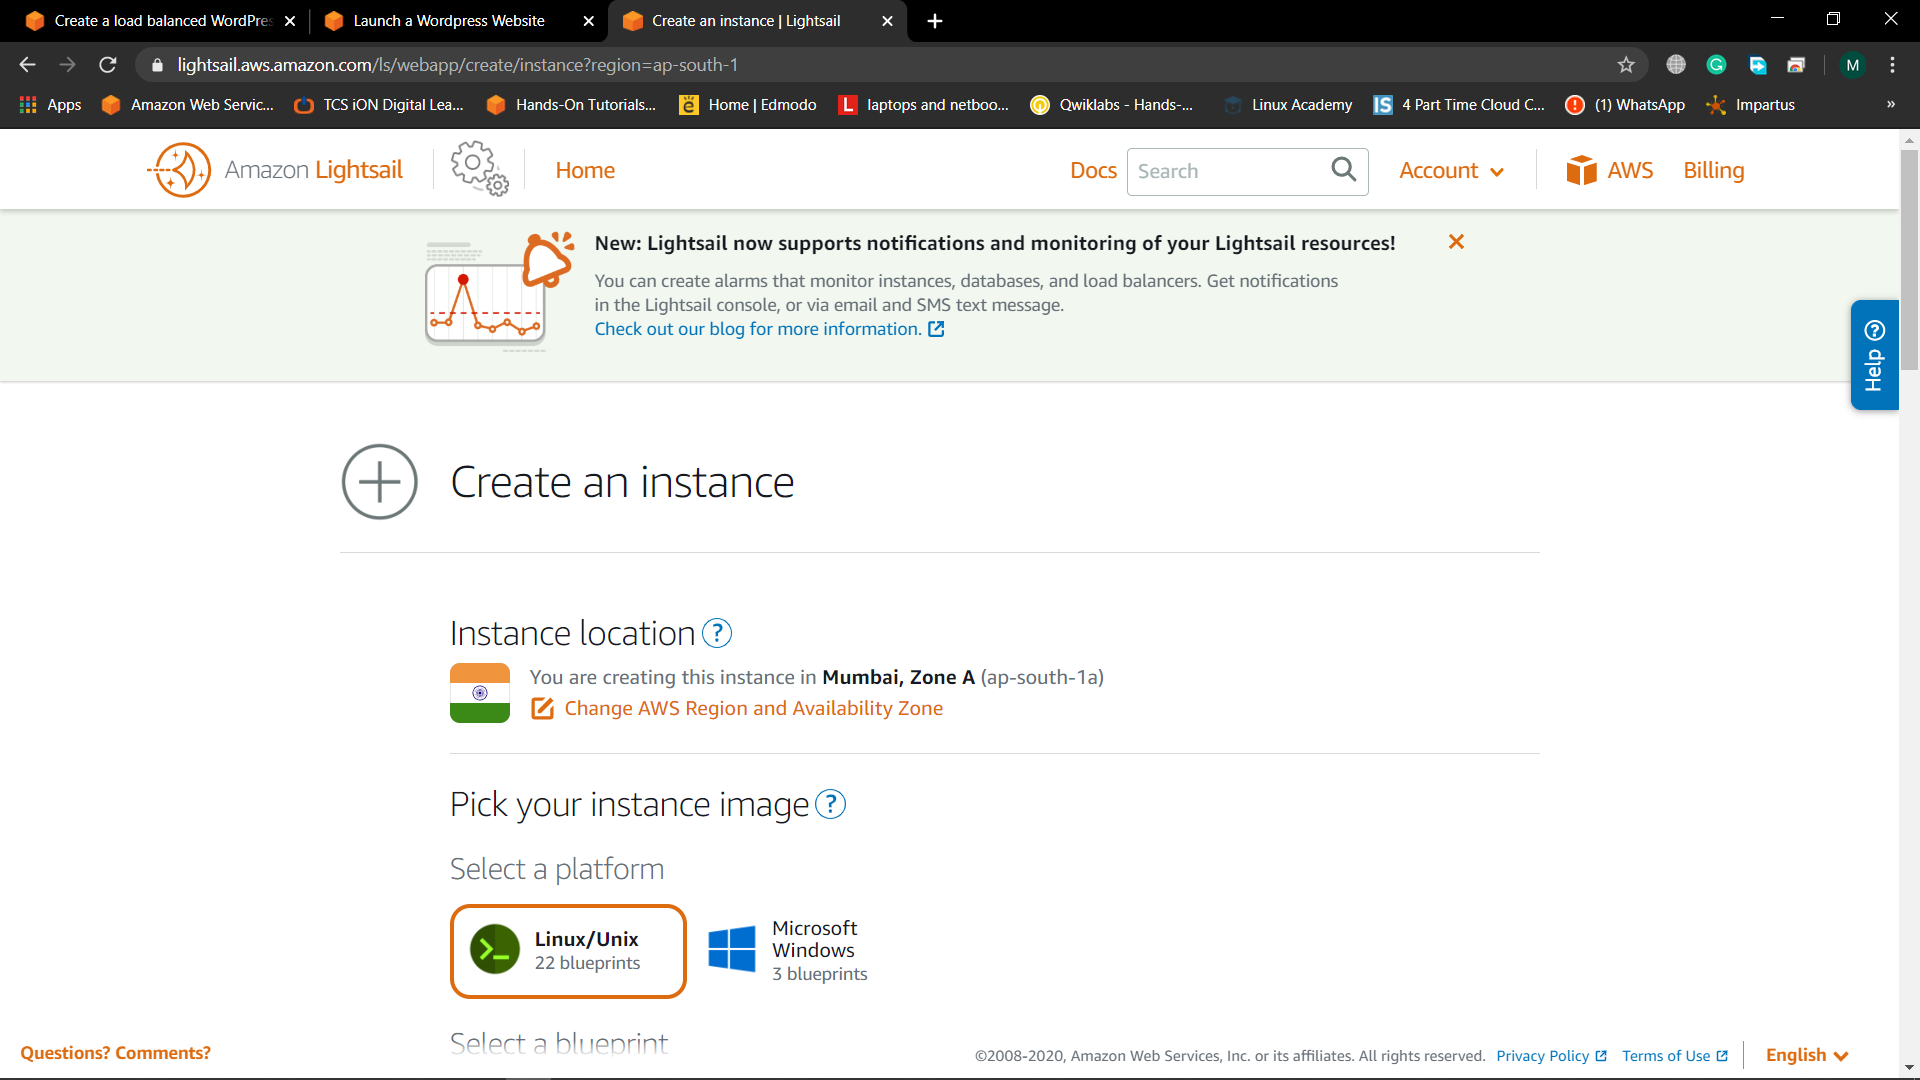 Create a load balanced WordPres
Launch a Wordpress Website
Create an instance | Lightsail
lightsail.aws.amazon.com/ls/webapp/create/instance?region=ap-south-1
M
Apps
Amazon Web Servic...
TCS iON Digital Lea...
Hands-On Tutorials...
Home | Edmodo
laptops and netboo...
Qwiklabs - Hands-...
Linux Academy
4 Part Time Cloud C...
(1) WhatsApp
Impartus
»
Amazon Lightsail
Home
Docs
Search
Account
AWS
Billing
New: Lightsail now supports notifications and monitoring of your Lightsail resources!
You can create alarms that monitor instances, databases, and load balancers. Get notifications
in the Lightsail console, or via email and SMS text message.
Check out our blog for more information.
Help ?
Create an instance
Instance location ?
You are creating this instance in Mumbai, Zone A (ap-south-1a)
Change AWS Region and Availability Zone
Pick your instance image ?
Select a platform
Linux/Unix
22 blueprints
Microsoft
Windows
3 blueprints
Select a blueprint
Questions? Comments?
©2008-2020, Amazon Web Services, Inc. or its affiliates. All rights reserved.
Privacy Policy
Terms of Use
English